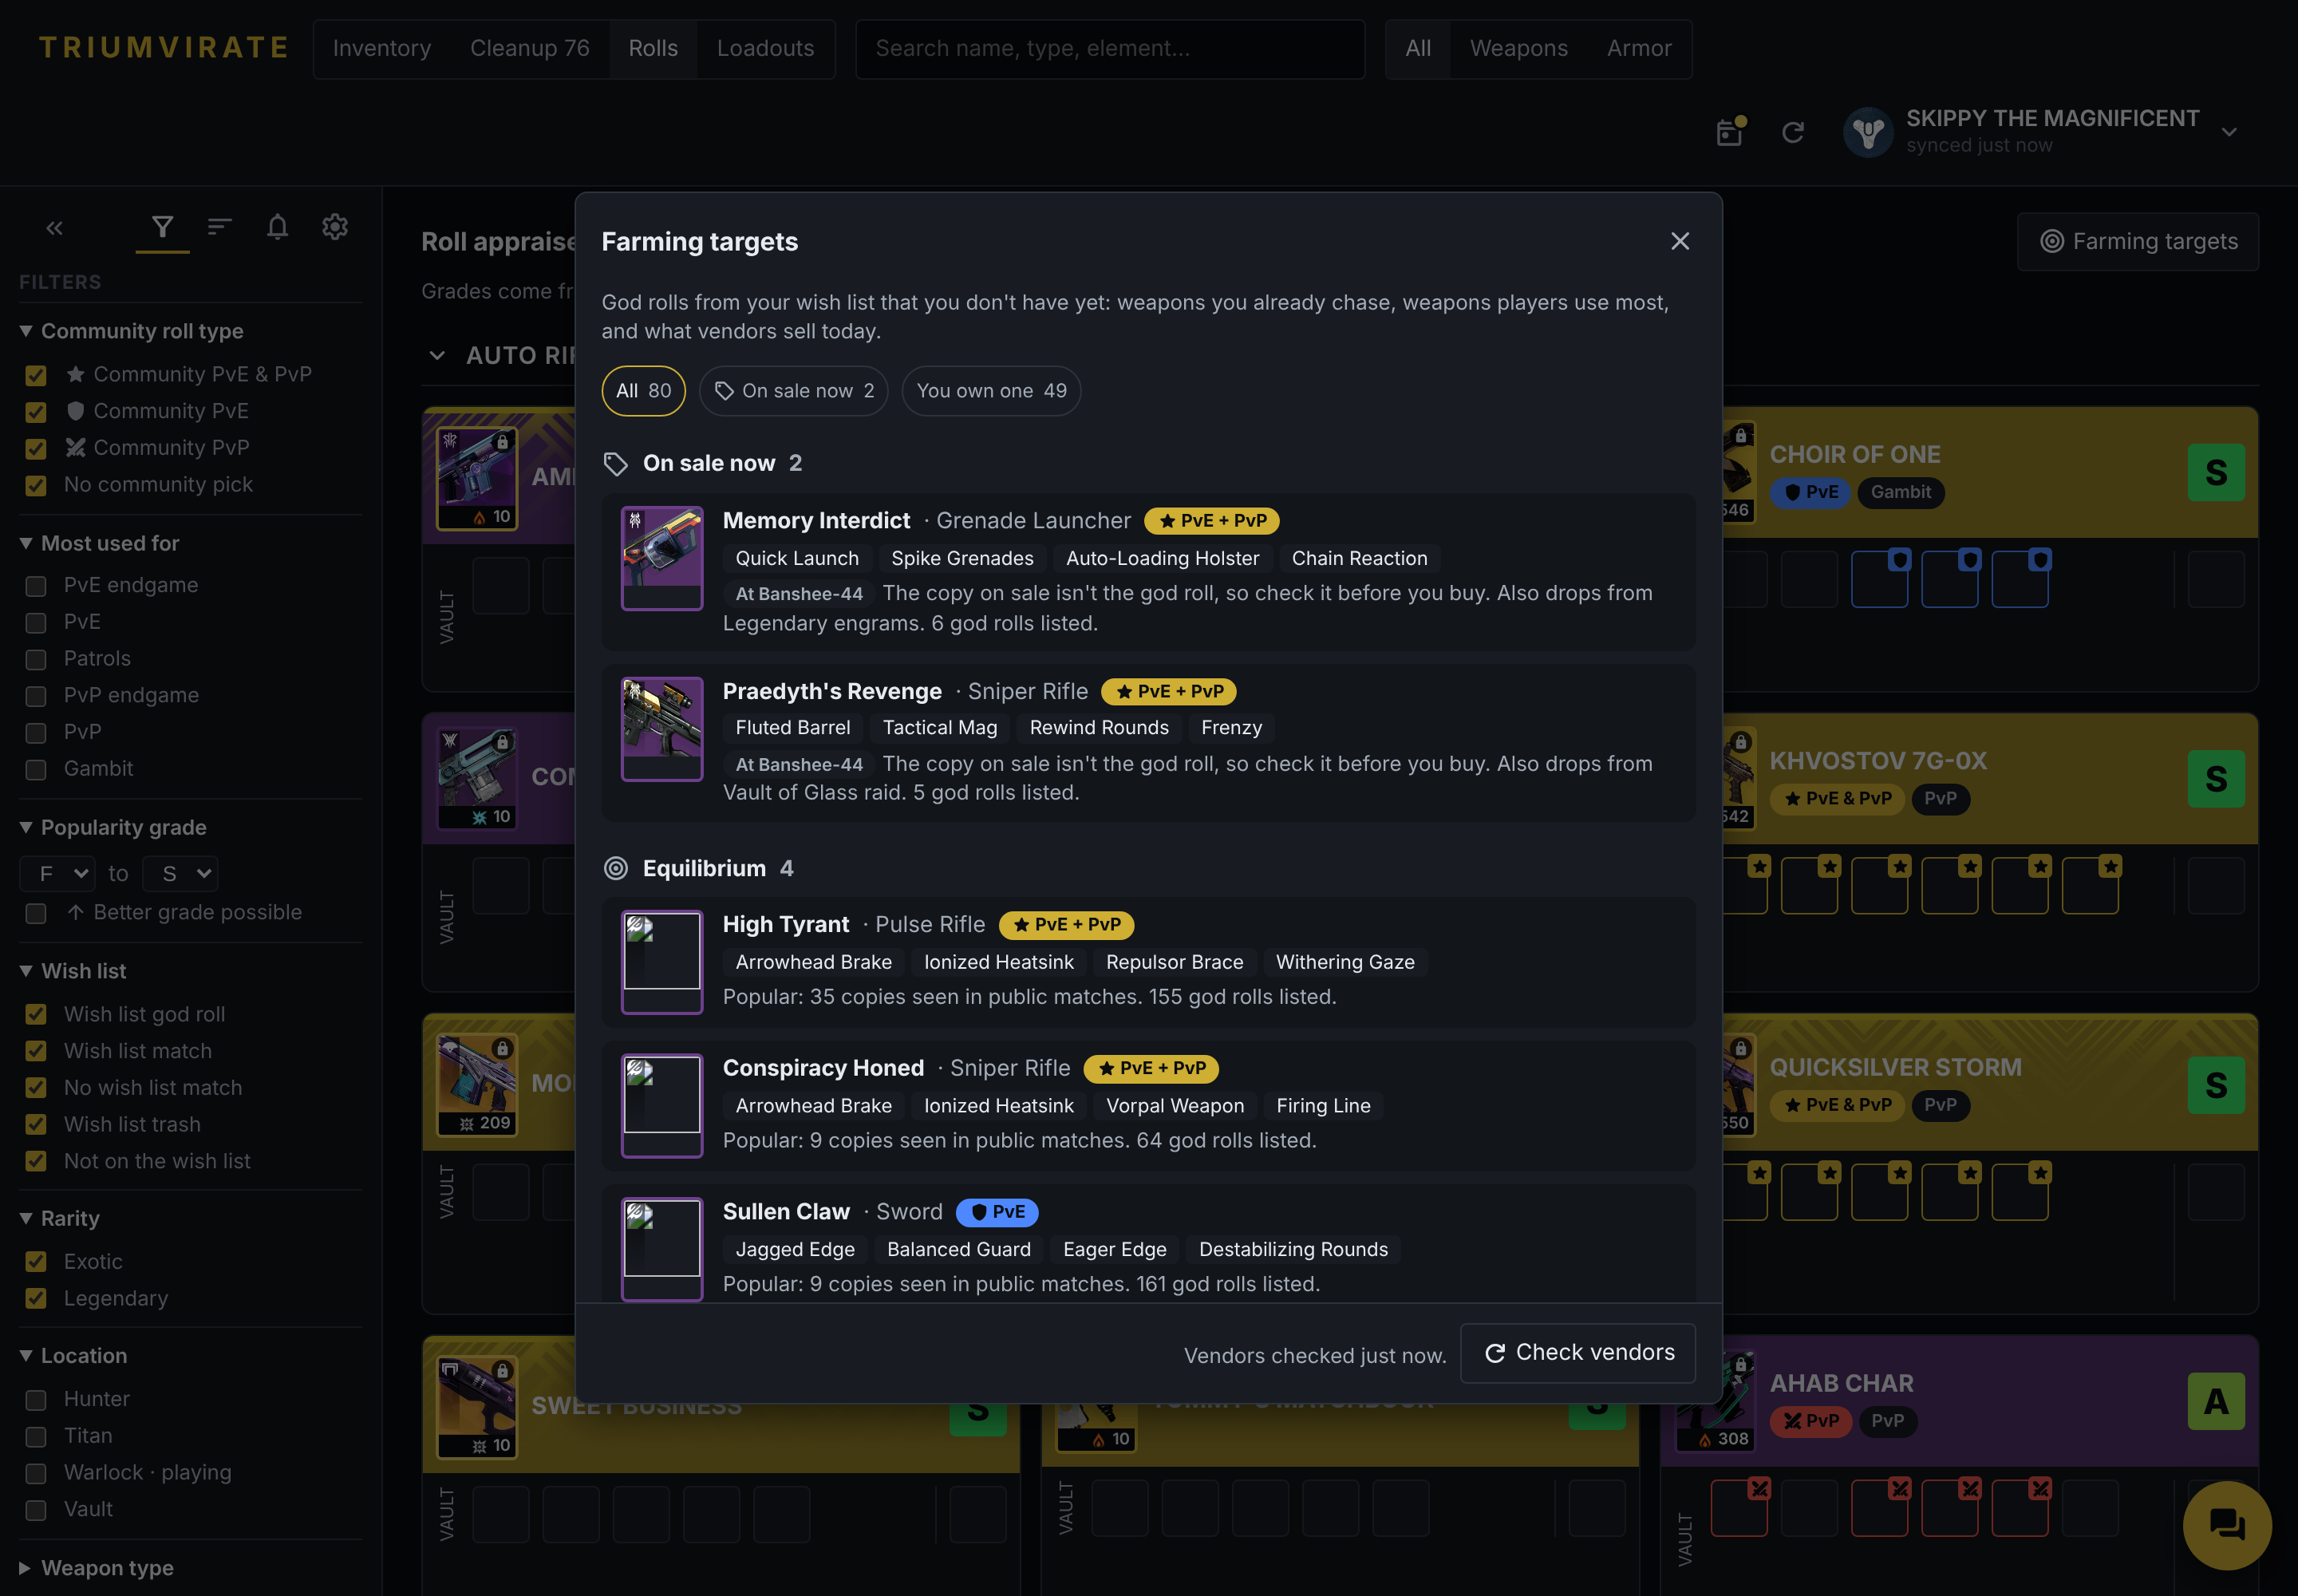 TRIUMVIRATE
Inventory Cleanup 76 Rolls Loadouts
Search name, type, element...
All Weapons Armor
SKIPPY THE MAGNIFICENT
synced just now
FILTERS
Community roll type
Community PvE & PvP
Community PvE
Community PvP
No community pick
Most used for
PvE endgame
PvE
Patrols
PvP endgame
PvP
Gambit
Popularity grade
F to S
Better grade possible
Wish list
Wish list god roll
Wish list match
No wish list match
Wish list trash
Not on the wish list
Rarity
Exotic
Legendary
Location
Hunter
Titan
Warlock · playing
Vault
Weapon type
Roll appraise
Farming targets
Grades come fr
AUTO RIF
10
VAULT
10
VAULT
209
VAULT
SWEET BUSINESS
S
10
VAULT
S
10
VAULT
CHOIR OF ONE
PvE Gambit
S
546
KHVOSTOV 7G-0X
PvE & PvP PvP
S
542
QUICKSILVER STORM
PvE & PvP PvP
S
550
AHAB CHAR
PvP PvP
A
308
VAULT
Farming targets
God rolls from your wish list that you don't have yet: weapons you already chase, weapons players use most,
and what vendors sell today.
All 80 On sale now 2 You own one 49
On sale now 2
Memory Interdict · Grenade Launcher PvE + PvP
Quick Launch Spike Grenades Auto-Loading Holster Chain Reaction
At Banshee-44 The copy on sale isn't the god roll, so check it before you buy. Also drops from
Legendary engrams. 6 god rolls listed.
Praedyth's Revenge · Sniper Rifle PvE + PvP
Fluted Barrel Tactical Mag Rewind Rounds Frenzy
At Banshee-44 The copy on sale isn't the god roll, so check it before you buy. Also drops from
Vault of Glass raid. 5 god rolls listed.
Equilibrium 4
High Tyrant · Pulse Rifle PvE + PvP
Arrowhead Brake Ionized Heatsink Repulsor Brace Withering Gaze
Popular: 35 copies seen in public matches. 155 god rolls listed.
Conspiracy Honed · Sniper Rifle PvE + PvP
Arrowhead Brake Ionized Heatsink Vorpal Weapon Firing Line
Popular: 9 copies seen in public matches. 64 god rolls listed.
Sullen Claw · Sword PvE
Jagged Edge Balanced Guard Eager Edge Destabilizing Rounds
Popular: 9 copies seen in public matches. 161 god rolls listed.
Vendors checked just now. Check vendors